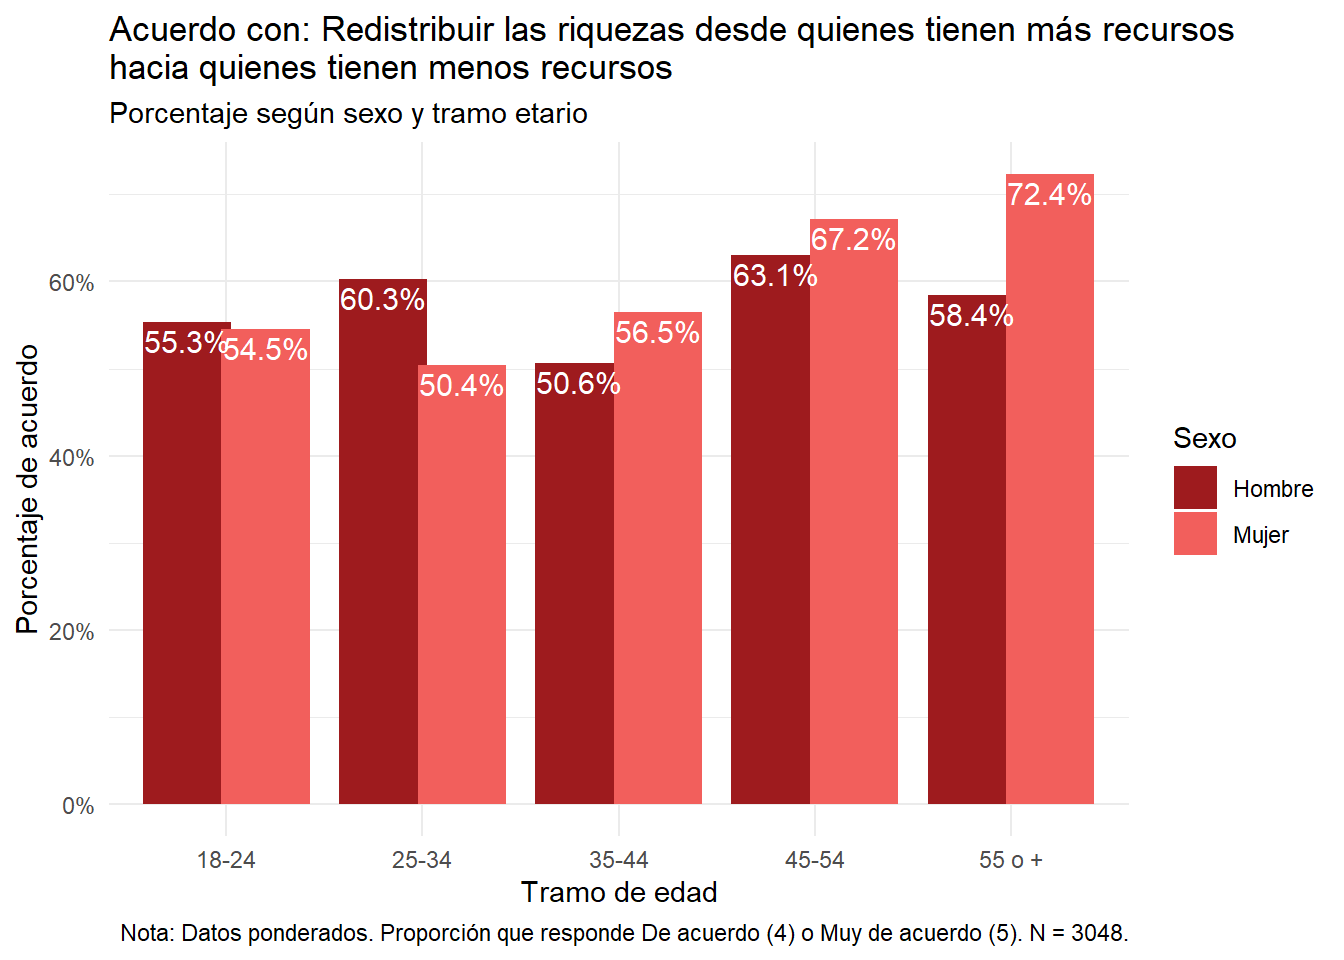 Acuerdo con: Redistribuir las riquezas desde quienes tienen más recursos
hacia quienes tienen menos recursos
Porcentaje según sexo y tramo etario
Porcentaje de acuerdo
60%
40%
20%
0%
55.3%
54.5%
60.3%
50.4%
50.6%
56.5%
63.1%
67.2%
58.4%
72.4%
18-24
25-34
35-44
45-54
55 o +
Tramo de edad
Sexo
Hombre
Mujer
Nota: Datos ponderados. Proporción que responde De acuerdo (4) o Muy de acuerdo (5). N = 3048.